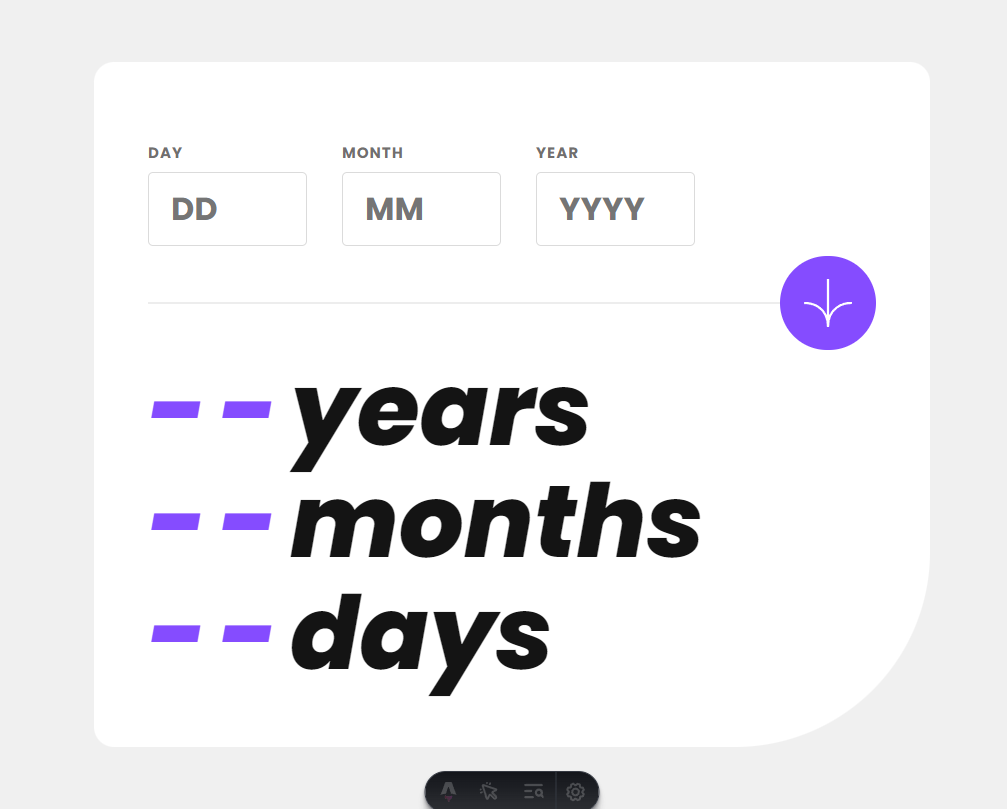 DAY MONTH YEAR
DD MM YYYY
-- years
-- months
-- days